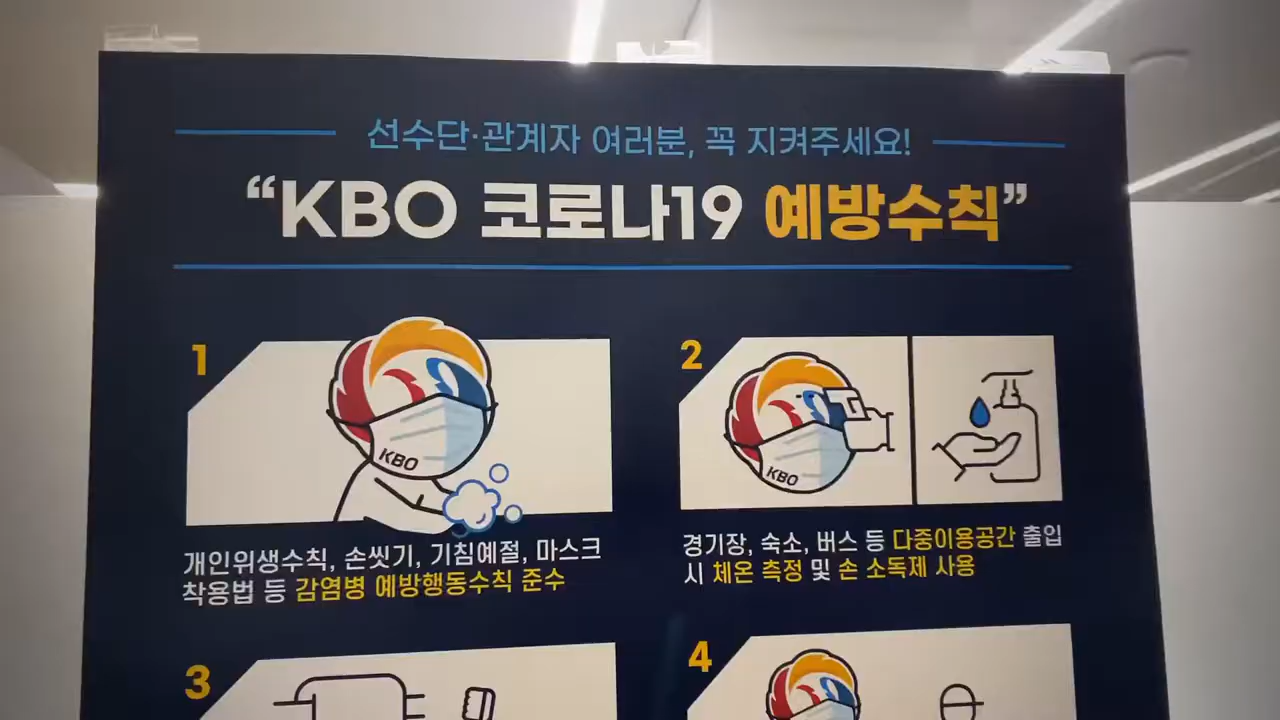 선수단·관계자 여러분, 꼭 지켜주세요!
“KBO 코로나19 예방수칙”
1
KBO
개인위생수칙, 손씻기, 기침예절, 마스크
착용법 등 감염병 예방행동수칙 준수
2
KBO
경기장, 숙소, 버스 등 다중이용공간 출입
시 체온 측정 및 손 소독제 사용
3
4